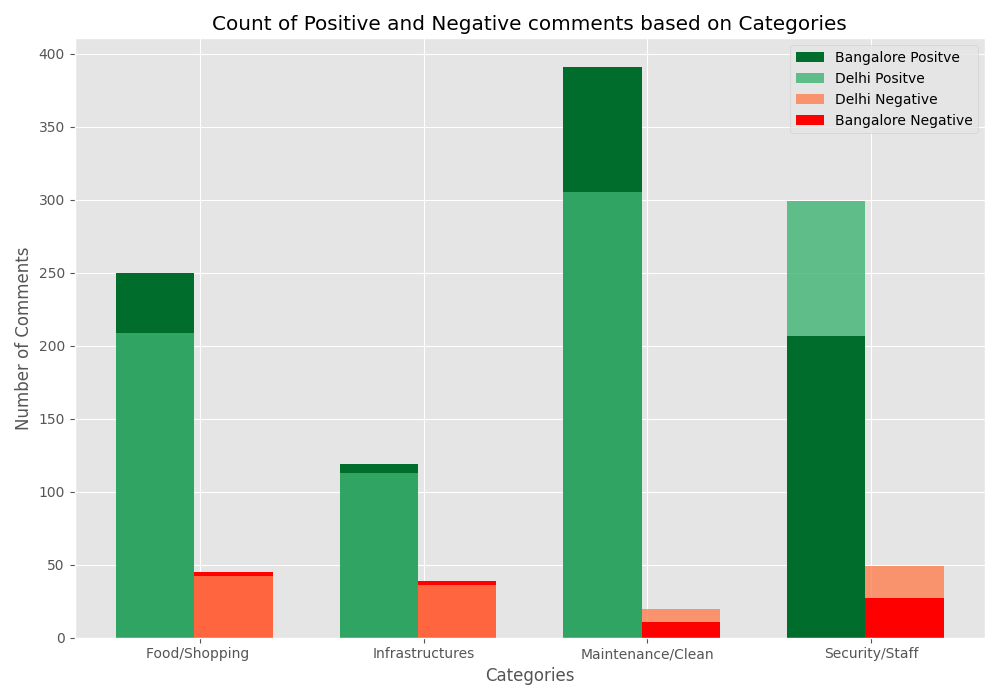 Count of Positive and Negative comments based on Categories
400
350
300
250
200
150
100
50
0
Number of Comments
Bangalore Positve
Delhi Positve
Delhi Negative
Bangalore Negative
Food/Shopping
Infrastructures
Maintenance/Clean
Security/Staff
Categories